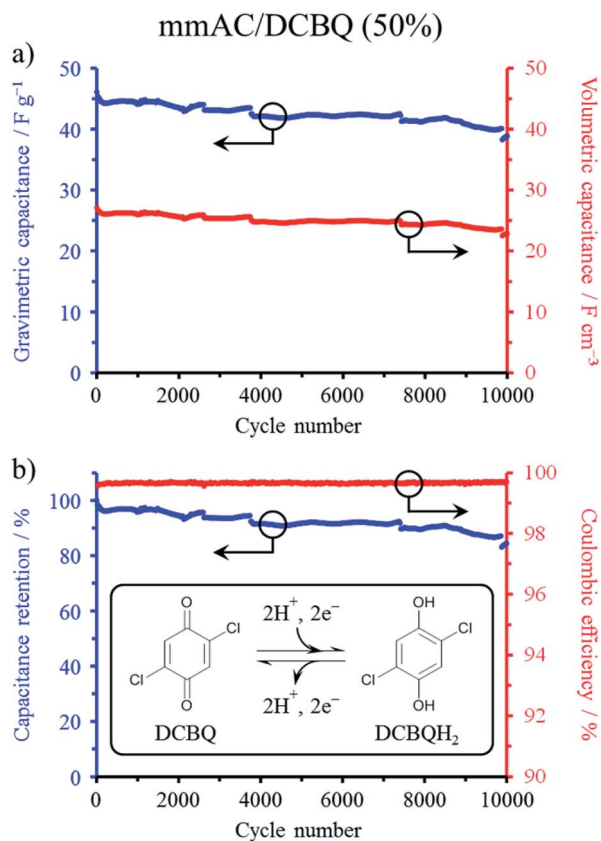 mmAC/DCBQ (50%)
a)
Gravimetric capacitance / F g⁻¹
50
40
30
20
10
0
50
40
30
20
10
0
Volumetric capacitance / F cm⁻³
0 2000 4000 6000 8000 10000
Cycle number
b)
Capacitance retention / %
100
80
60
40
20
0
100
98
96
94
92
90
Coulombic efficiency / %
O
Cl
Cl
O
DCBQ
2H⁺, 2e⁻
2H⁺, 2e⁻
OH
Cl
Cl
OH
DCBQH₂
0 2000 4000 6000 8000 10000
Cycle number